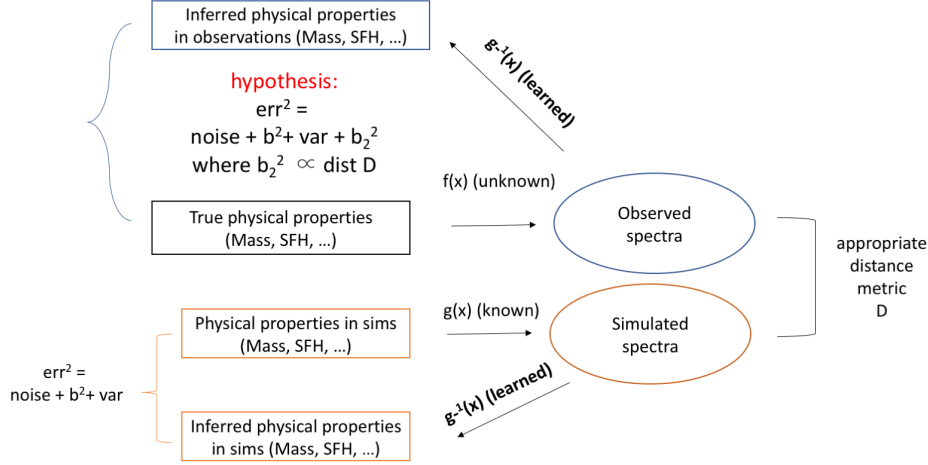 Inferred physical properties
in observations (Mass, SFH, ...)
g-¹(x) (learned)
hypothesis:
err² =
noise + b²+ var + b₂²
where b₂² ∝ dist D
f(x) (unknown)
True physical properties
(Mass, SFH, ...)
Observed
spectra
appropriate
distance
metric
D
g(x) (known)
Physical properties in sims
(Mass, SFH, ...)
Simulated
spectra
err² =
noise + b²+ var
g-¹(x) (learned)
Inferred physical properties
in sims (Mass, SFH, ...)